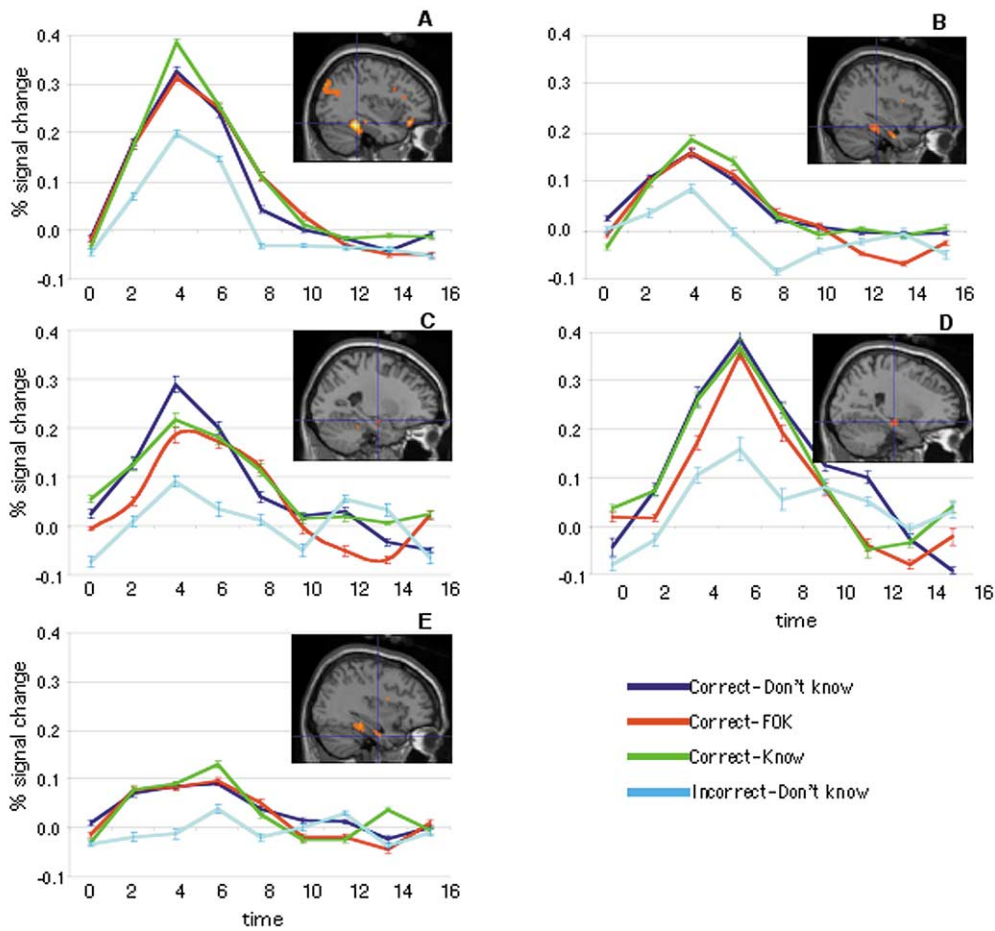 A
% signal change
0.4
0.3
0.2
0.1
0.0
-0.1
0 2 4 6 8 10 12 14 16
B
0.4
0.3
0.2
0.1
0.0
-0.1
0 2 4 6 8 10 12 14 16
C
% signal change
0.4
0.3
0.2
0.1
0.0
-0.1
0 2 4 6 8 10 12 14 16
D
0.4
0.3
0.2
0.1
0.0
-0.1
0 2 4 6 8 10 12 14 16
time
E
% signal change
0.4
0.3
0.2
0.1
0.0
-0.1
0 2 4 6 8 10 12 14 16
time
Correct-Don't know
Correct-FOK
Correct-Know
Incorrect-Don't know